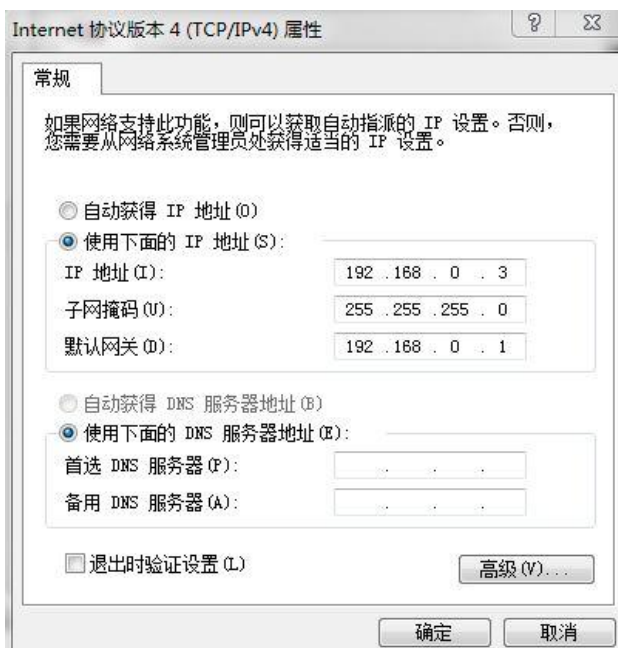 Internet 协议版本 4 (TCP/IPv4) 属性
常规
如果网络支持此功能，则可以获取自动指派的 IP 设置。否则，
您需要从网络系统管理员处获得适当的 IP 设置。
自动获得 IP 地址(O)
使用下面的 IP 地址(S):
IP 地址(I): 192 . 168 . 0 . 3
子网掩码(U): 255 . 255 . 255 . 0
默认网关(D): 192 . 168 . 0 . 1
自动获得 DNS 服务器地址(B)
使用下面的 DNS 服务器地址(E):
首选 DNS 服务器(P): . . .
备用 DNS 服务器(A): . . .
退出时验证设置(L)
高级(V)...
确定 取消